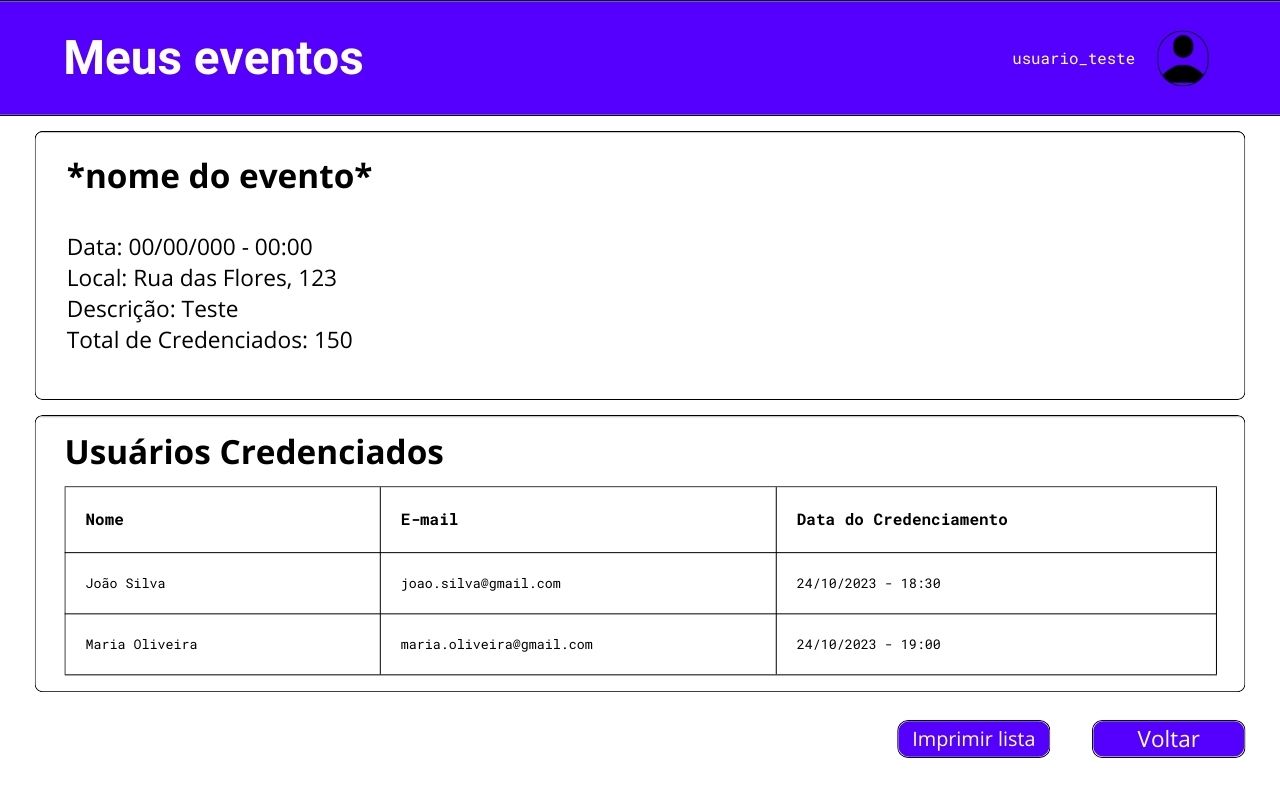 Meus eventos
usuario_teste
*nome do evento*
Data: 00/00/000 - 00:00
Local: Rua das Flores, 123
Descrição: Teste
Total de Credenciados: 150
Usuários Credenciados
Nome E-mail Data do Credenciamento
João Silva joao.silva@gmail.com 24/10/2023 - 18:30
Maria Oliveira maria.oliveira@gmail.com 24/10/2023 - 19:00
Imprimir lista Voltar